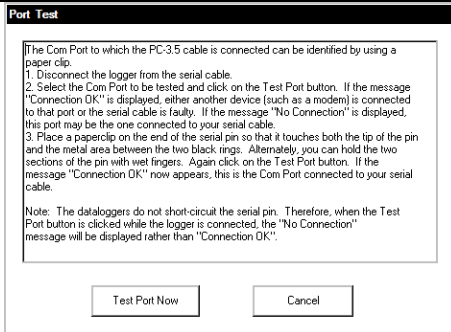 Port Test
The Com Port to which the PC-3.5 cable is connected can be identified by using a
paper clip.
1. Disconnect the logger from the serial cable.
2. Select the Com Port to be tested and click on the Test Port button.  If the message
"Connection OK" is displayed, either another device (such as a modem) is connected
to that port or the serial cable is faulty.  If the message "No Connection" is displayed,
this port may be the one connected to your serial cable.
3. Place a paperclip on the end of the serial pin so that it touches both the tip of the pin
and the metal area between the two black rings.  Alternately, you can hold the two
sections of the pin with wet fingers.  Again click on the Test Port button.  If the
message "Connection OK" now appears, this is the Com Port connected to your serial
cable.
Note:  The dataloggers do not short-circuit the serial pin.  Therefore, when the Test
Port button is clicked while the logger is connected, the "No Connection"
message will be displayed rather than "Connection OK".
Test Port Now
Cancel